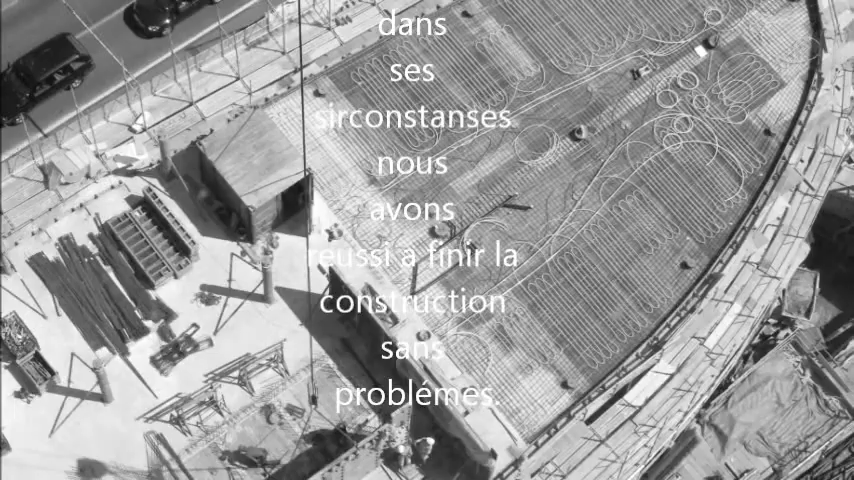 dans
ses
sirconstanses
nous
avons
reussi a finir la
construction
sans
problémes.